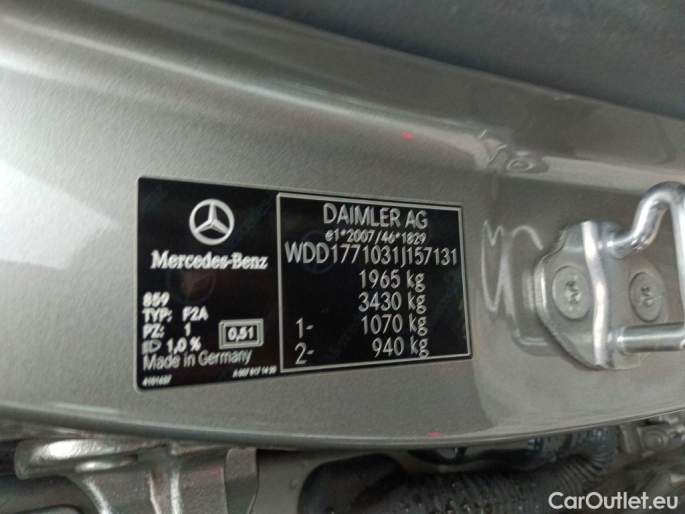 Mercedes-Benz
859
TYP: F2A
PZ: 1
1,0 %
0,51
Made in Germany
DAIMLER AG
e1*2007/46*1829
WDD1771031J157131
1965 kg
3430 kg
1- 1070 kg
2- 940 kg
CarOutlet.eu